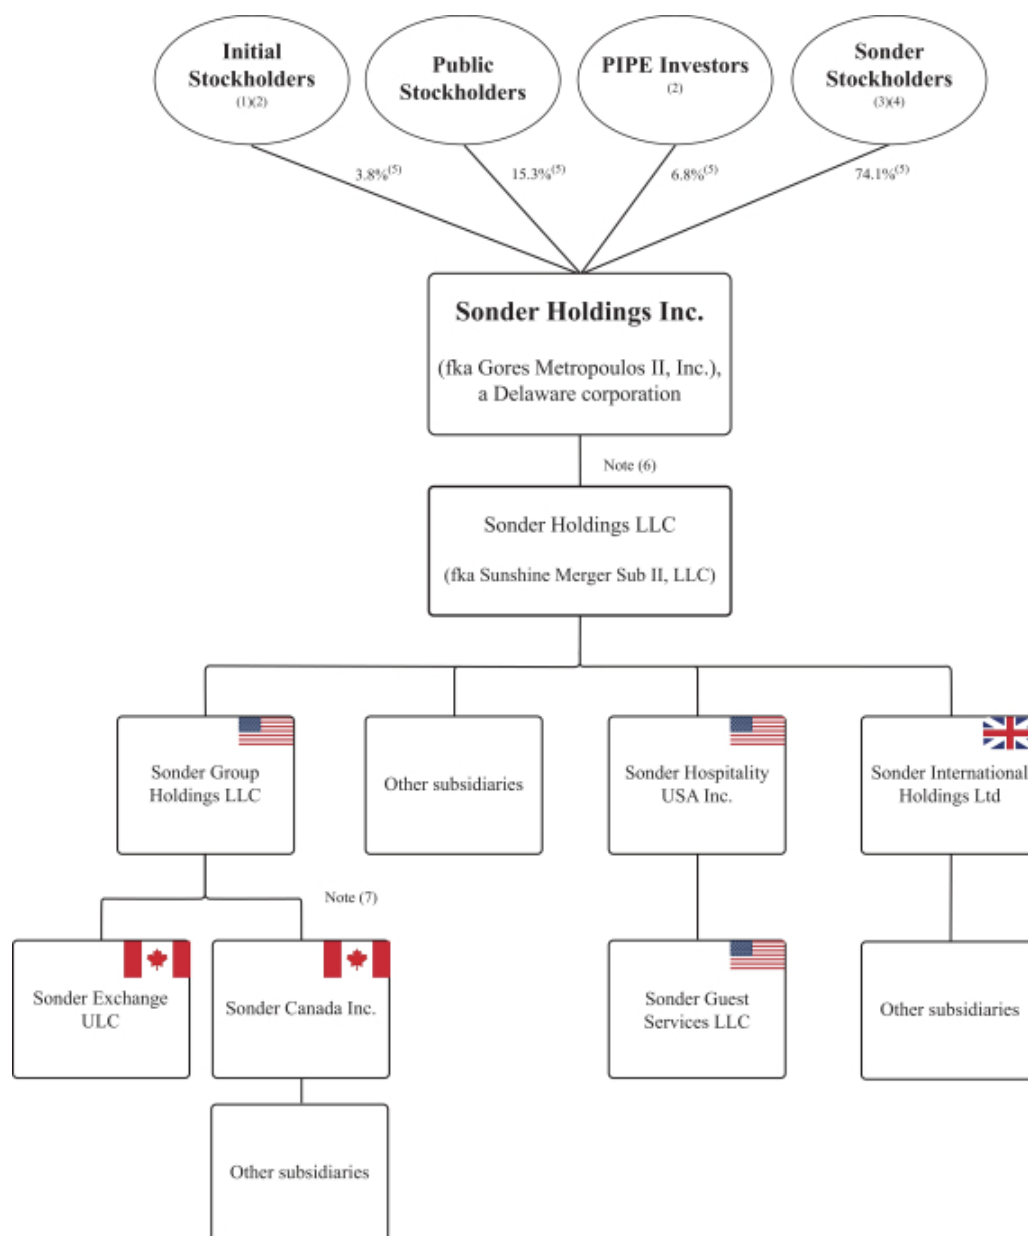 Initial
Stockholders
(1)(2)
Public
Stockholders
PIPE Investors
(2)
Sonder
Stockholders
(3)(4)
3.8%(5)
15.3%(5)
6.8%(5)
74.1%(5)
Sonder Holdings Inc.
(fka Gores Metropoulos II, Inc.),
a Delaware corporation
Note (6)
Sonder Holdings LLC
(fka Sunshine Merger Sub II, LLC)
Sonder Group
Holdings LLC
Other subsidiaries
Sonder Hospitality
USA Inc.
Sonder International
Holdings Ltd
Note (7)
Sonder Exchange
ULC
Sonder Canada Inc.
Sonder Guest
Services LLC
Other subsidiaries
Other subsidiaries